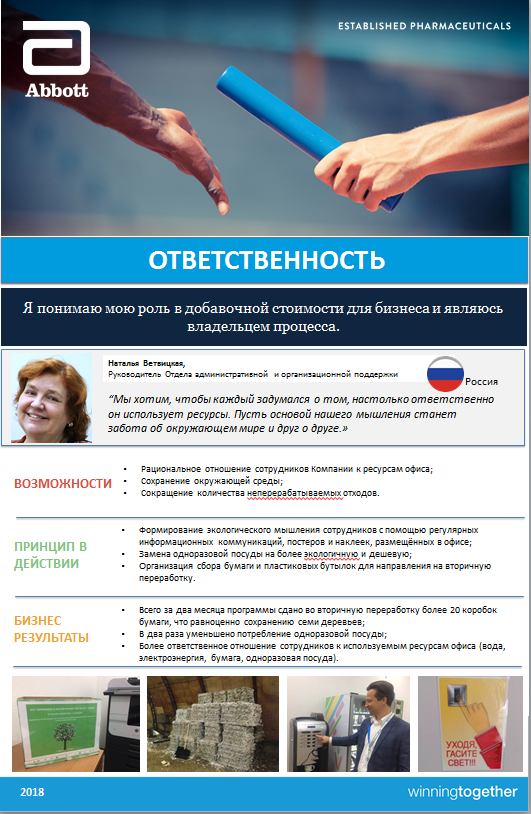 ESTABLISHED PHARMACEUTICALS
Abbott
ОТВЕТСТВЕННОСТЬ
Я понимаю мою роль в добавочной стоимости для бизнеса и являюсь
владельцем процесса.
Наталья Ветвицкая,
Руководитель Отдела административной и организационной поддержки
Россия
“Мы хотим, чтобы каждый задумался о том, настолько ответственно
он использует ресурсы. Пусть основой нашего мышления станет
забота об окружающем мире и друг о друге.»
ВОЗМОЖНОСТИ
• Рациональное отношение сотрудников Компании к ресурсам офиса;
• Сохранение окружающей среды;
• Сокращение количества неперерабатываемых отходов.
ПРИНЦИП В
ДЕЙСТВИИ
• Формирование экологического мышления сотрудников с помощью регулярных
информационных коммуникаций, постеров и наклеек, размещённых в офисе;
• Замена одноразовой посуды на более экологичную и дешевую;
• Организация сбора бумаги и пластиковых бутылок для направления на вторичную
переработку.
БИЗНЕС
РЕЗУЛЬТАТЫ
• Всего за два месяца программы сдано во вторичную переработку более 20 коробок
бумаги, что равноценно сохранению семи деревьев;
• В два раза уменьшено потребление одноразовой посуды;
• Более ответственное отношение сотрудников к используемым ресурсам офиса (вода,
электроэнергия, бумага, одноразовая посуда).
УХОДЯ,
ГАСИТЕ
СВЕТ!!!
2018
winningtogether